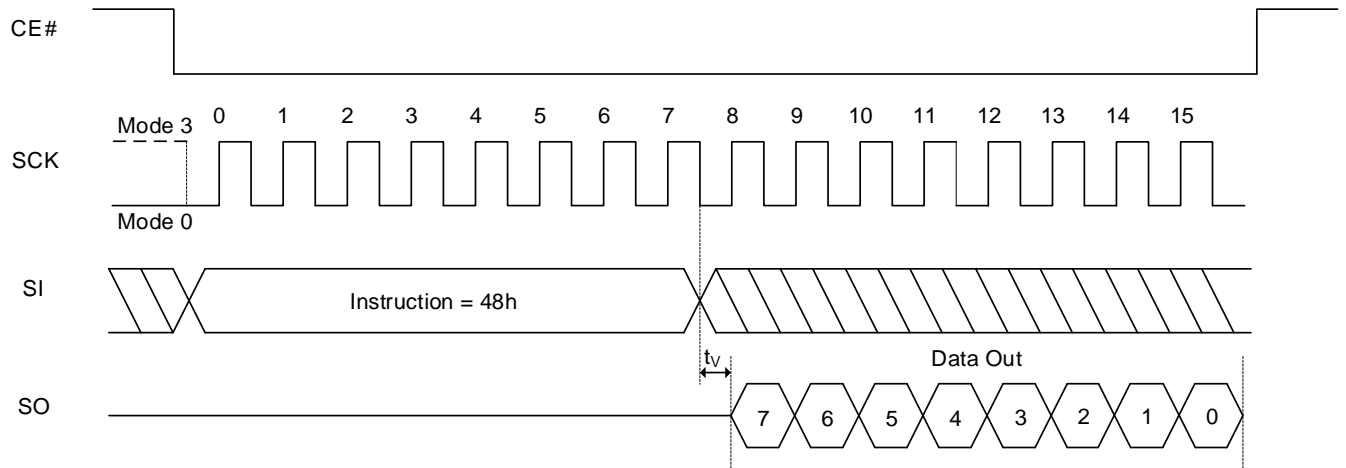 CE#
0 1 2 3 4 5 6 7 8 9 10 11 12 13 14 15
Mode 3
SCK
Mode 0
SI
Instruction = 48h
tV
Data Out
SO
7 6 5 4 3 2 1 0